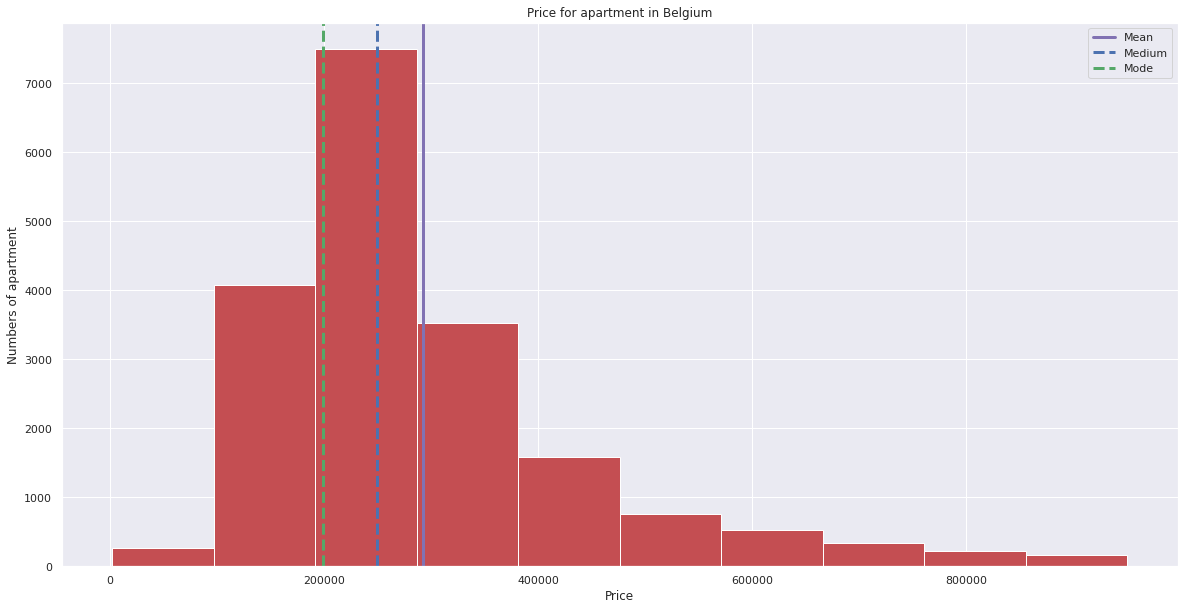 Price for apartment in Belgium
Mean
Medium
Mode
7000
6000
5000
4000
3000
2000
1000
0
Numbers of apartment
0 200000 400000 600000 800000
Price